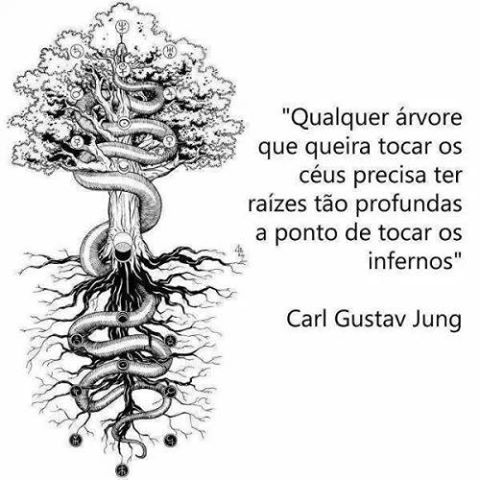 "Qualquer árvore
que queira tocar os
céus precisa ter
raízes tão profundas
a ponto de tocar os
infernos"
Carl Gustav Jung